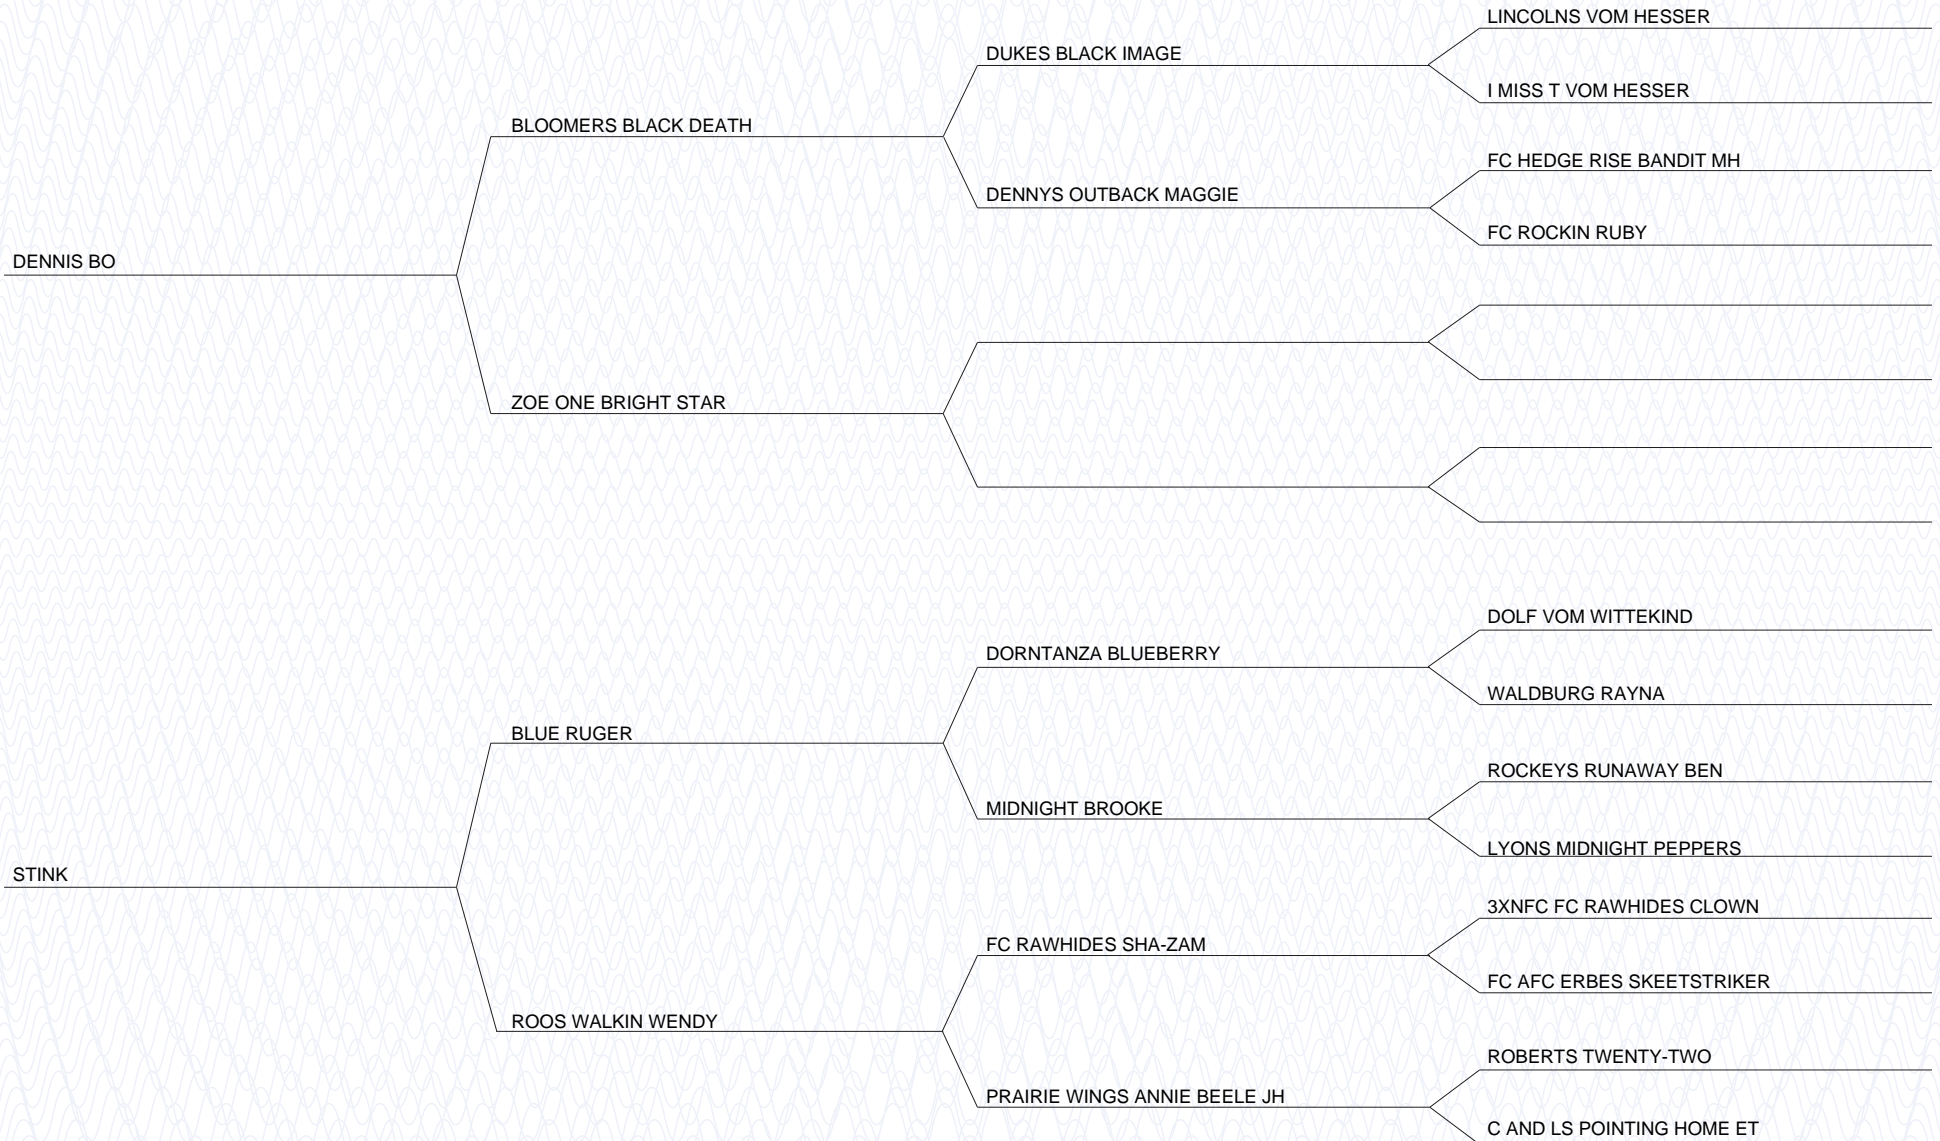 LINCOLNS VOM HESSER
DUKES BLACK IMAGE
I MISS T VOM HESSER
BLOOMERS BLACK DEATH
FC HEDGE RISE BANDIT MH
DENNYS OUTBACK MAGGIE
FC ROCKIN RUBY
DENNIS BO
ZOE ONE BRIGHT STAR
DOLF VOM WITTEKIND
DORNTANZA BLUEBERRY
WALDBURG RAYNA
BLUE RUGER
ROCKEYS RUNAWAY BEN
MIDNIGHT BROOKE
LYONS MIDNIGHT PEPPERS
STINK
3XNFC FC RAWHIDES CLOWN
FC RAWHIDES SHA-ZAM
FC AFC ERBES SKEETSTRIKER
ROOS WALKIN WENDY
ROBERTS TWENTY-TWO
PRAIRIE WINGS ANNIE BEELE JH
C AND LS POINTING HOME ET